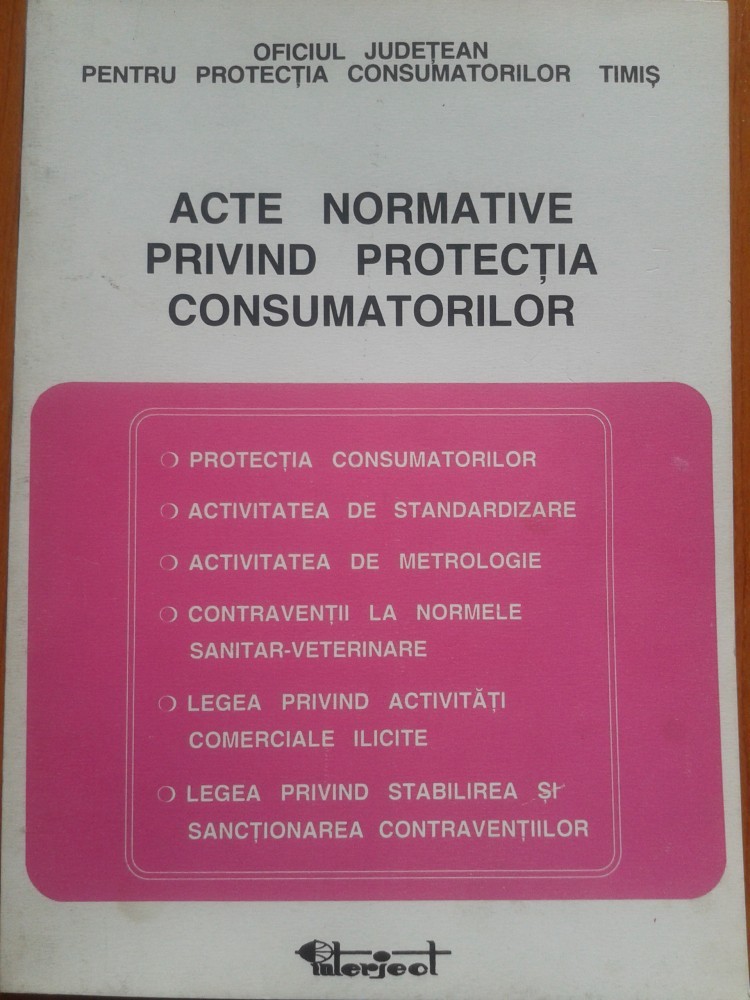 OFICIUL JUDEȚEAN
PENTRU PROTECȚIA CONSUMATORILOR TIMIȘ
ACTE NORMATIVE
PRIVIND PROTECȚIA
CONSUMATORILOR
PROTECȚIA CONSUMATORILOR
ACTIVITATEA DE STANDARDIZARE
ACTIVITATEA DE METROLOGIE
CONTRAVENȚII LA NORMELE
SANITAR-VETERINARE
LEGEA PRIVIND ACTIVITĂȚI
COMERCIALE ILICITE
LEGEA PRIVIND STABILIREA ȘI
SANCȚIONAREA CONTRAVENȚIILOR
interject